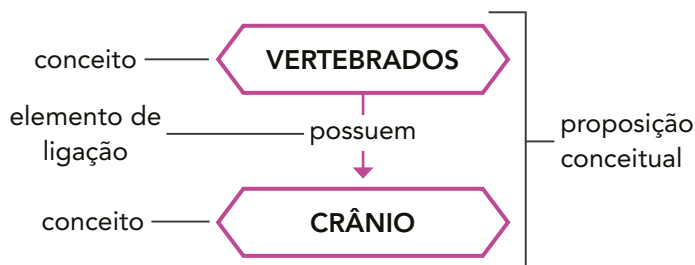 conceito
VERTEBRADOS
elemento de
ligação
possuem
proposição
conceitual
conceito
CRÂNIO